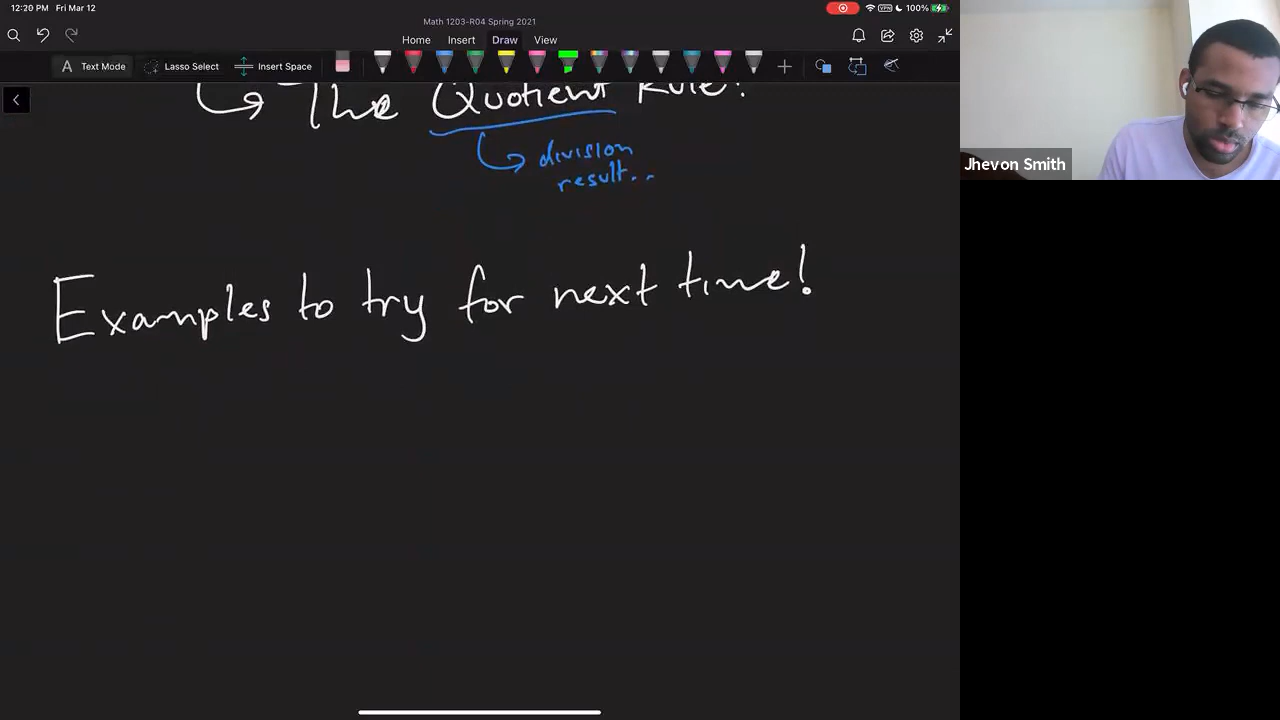 12:20 PM Fri Mar 12
100%
VPN
Math 1203-R04 Spring 2021
Home Insert Draw View
A Text Mode Lasso Select Insert Space
The Quotient Rule!
division
result..
Examples to try for next time!
Jhevon Smith